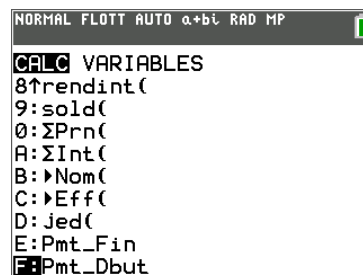 NORMAL FLOTT AUTO a+bi RAD MP
CALC VARIABLES
8↑rendint(
9:sold(
0:ΣPrn(
A:ΣInt(
B:▸Nom(
C:▸Eff(
D:jed(
E:Pmt_Fin
F:Pmt_Dbut